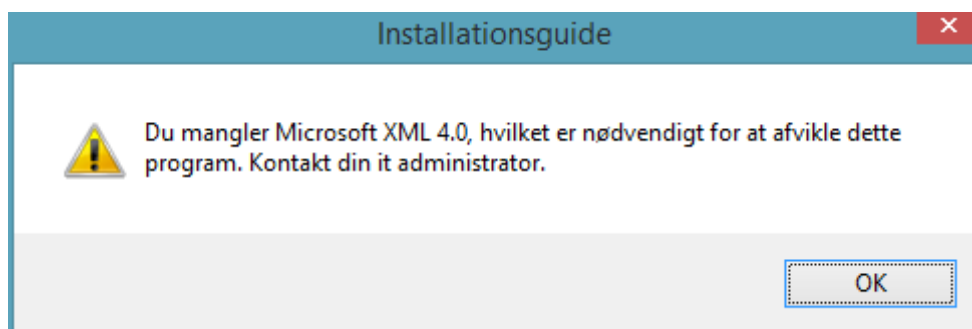 Installationsguide
Du mangler Microsoft XML 4.0, hvilket er nødvendigt for at afvikle dette
program. Kontakt din it administrator.
OK